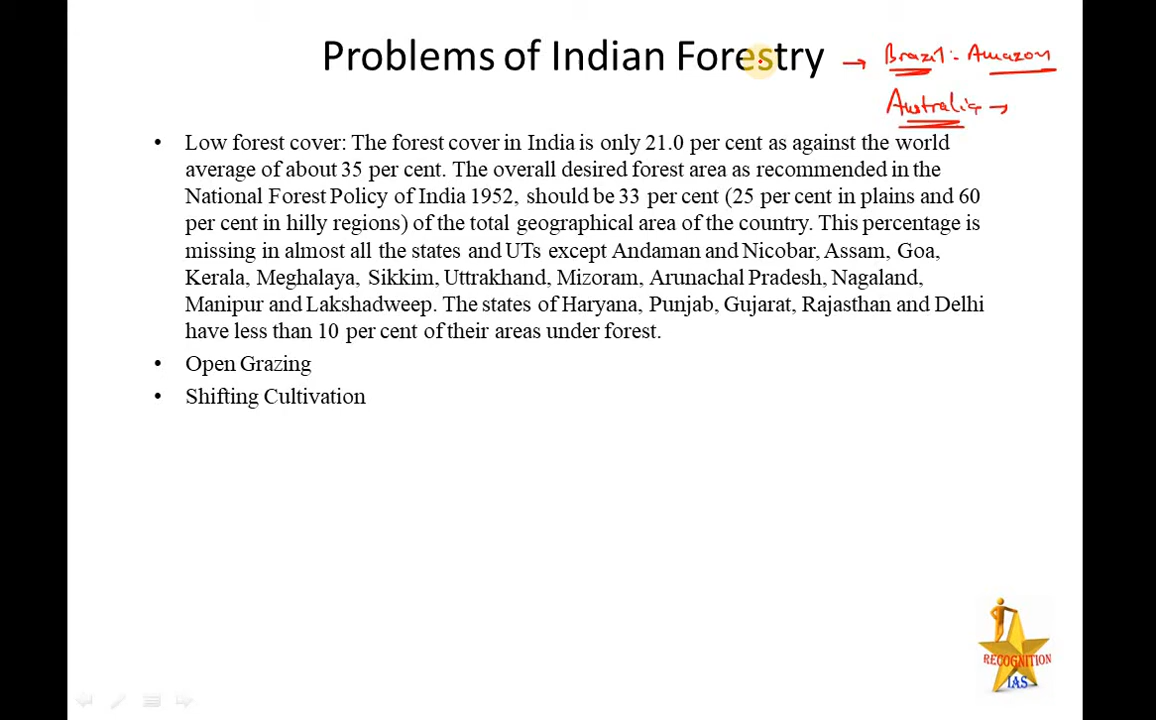 Problems of Indian Forestry → Brazil:- Amazon
Australia →
• Low forest cover: The forest cover in India is only 21.0 per cent as against the world
average of about 35 per cent. The overall desired forest area as recommended in the
National Forest Policy of India 1952, should be 33 per cent (25 per cent in plains and 60
per cent in hilly regions) of the total geographical area of the country. This percentage is
missing in almost all the states and UTs except Andaman and Nicobar, Assam, Goa,
Kerala, Meghalaya, Sikkim, Uttrakhand, Mizoram, Arunachal Pradesh, Nagaland,
Manipur and Lakshadweep. The states of Haryana, Punjab, Gujarat, Rajasthan and Delhi
have less than 10 per cent of their areas under forest.
• Open Grazing
• Shifting Cultivation
RECOGNITION
IAS